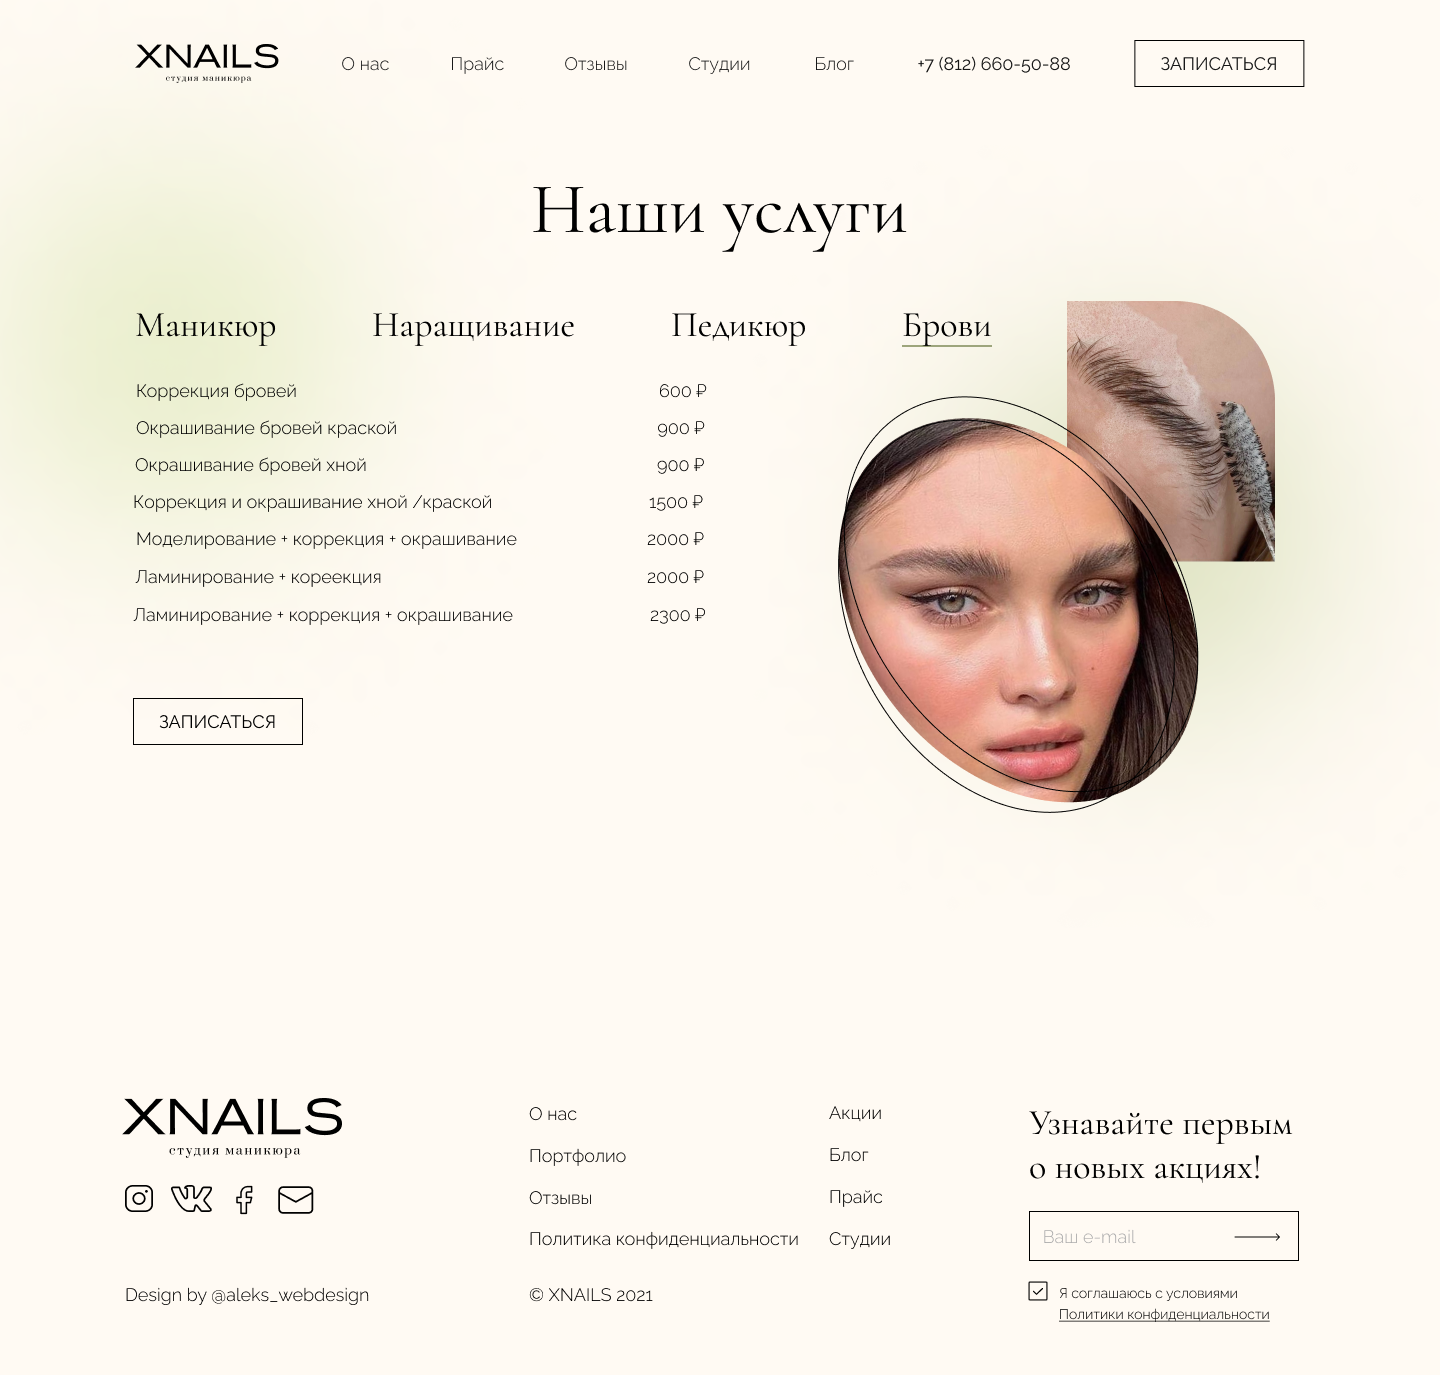 XNAILS
студия маникюра
О нас
Прайс
Отзывы
Студии
Блог
+7 (812) 660-50-88
ЗАПИСАТЬСЯ
Наши услуги
Маникюр
Наращивание
Педикюр
Брови
Коррекция бровей 600 ₽
Окрашивание бровей краской 900 ₽
Окрашивание бровей хной 900 ₽
Коррекция и окрашивание хной /краской 1500 ₽
Моделирование + коррекция + окрашивание 2000 ₽
Ламинирование + кореекция 2000 ₽
Ламинирование + коррекция + окрашивание 2300 ₽
ЗАПИСАТЬСЯ
XNAILS
студия маникюра
Design by @aleks_webdesign
О нас
Портфолио
Отзывы
Политика конфиденциальности
© XNAILS 2021
Акции
Блог
Прайс
Студии
Узнавайте первым
о новых акциях!
Ваш e-mail
Я соглашаюсь с условиями
Политики конфиденциальности